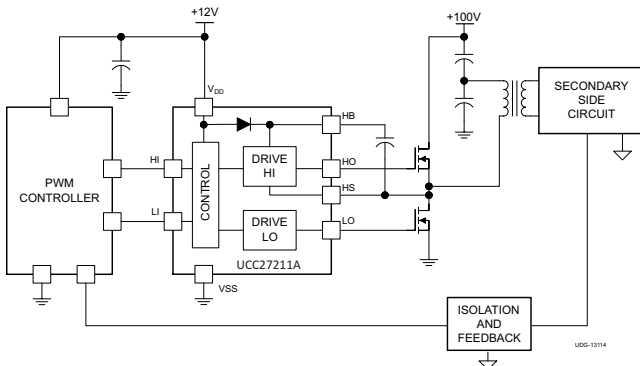 +12V
+100V
VDD
HB
SECONDARY
SIDE
CIRCUIT
PWM
CONTROLLER
HI
CONTROL
DRIVE
HI
HO
HS
LI
DRIVE
LO
LO
UCC27211A
VSS
ISOLATION
AND
FEEDBACK
UDG-13114